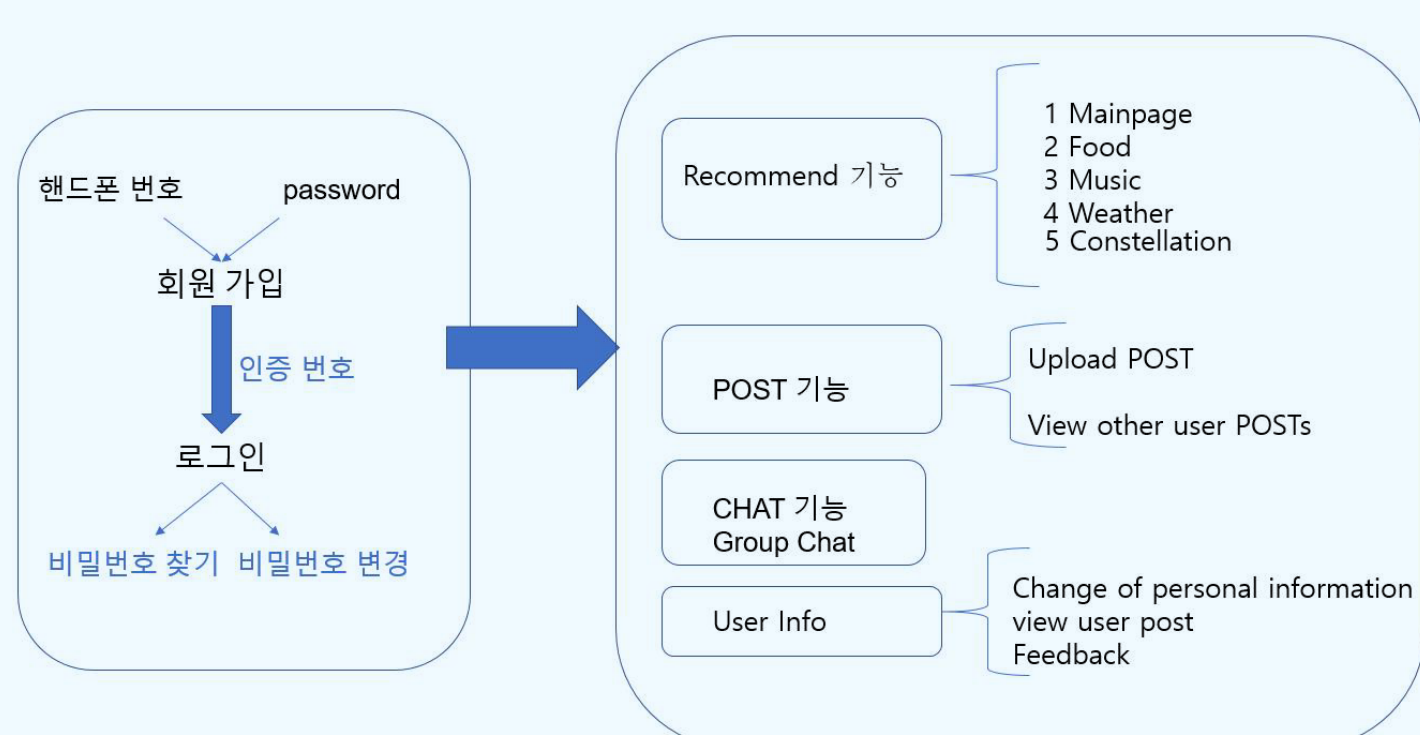 핸드폰 번호
password
회원 가입
인증 번호
로그인
비밀번호 찾기
비밀번호 변경
Recommend 기능
1 Mainpage
2 Food
3 Music
4 Weather
5 Constellation
POST 기능
Upload POST
View other user POSTs
CHAT 기능
Group Chat
User Info
Change of personal information
view user post
Feedback